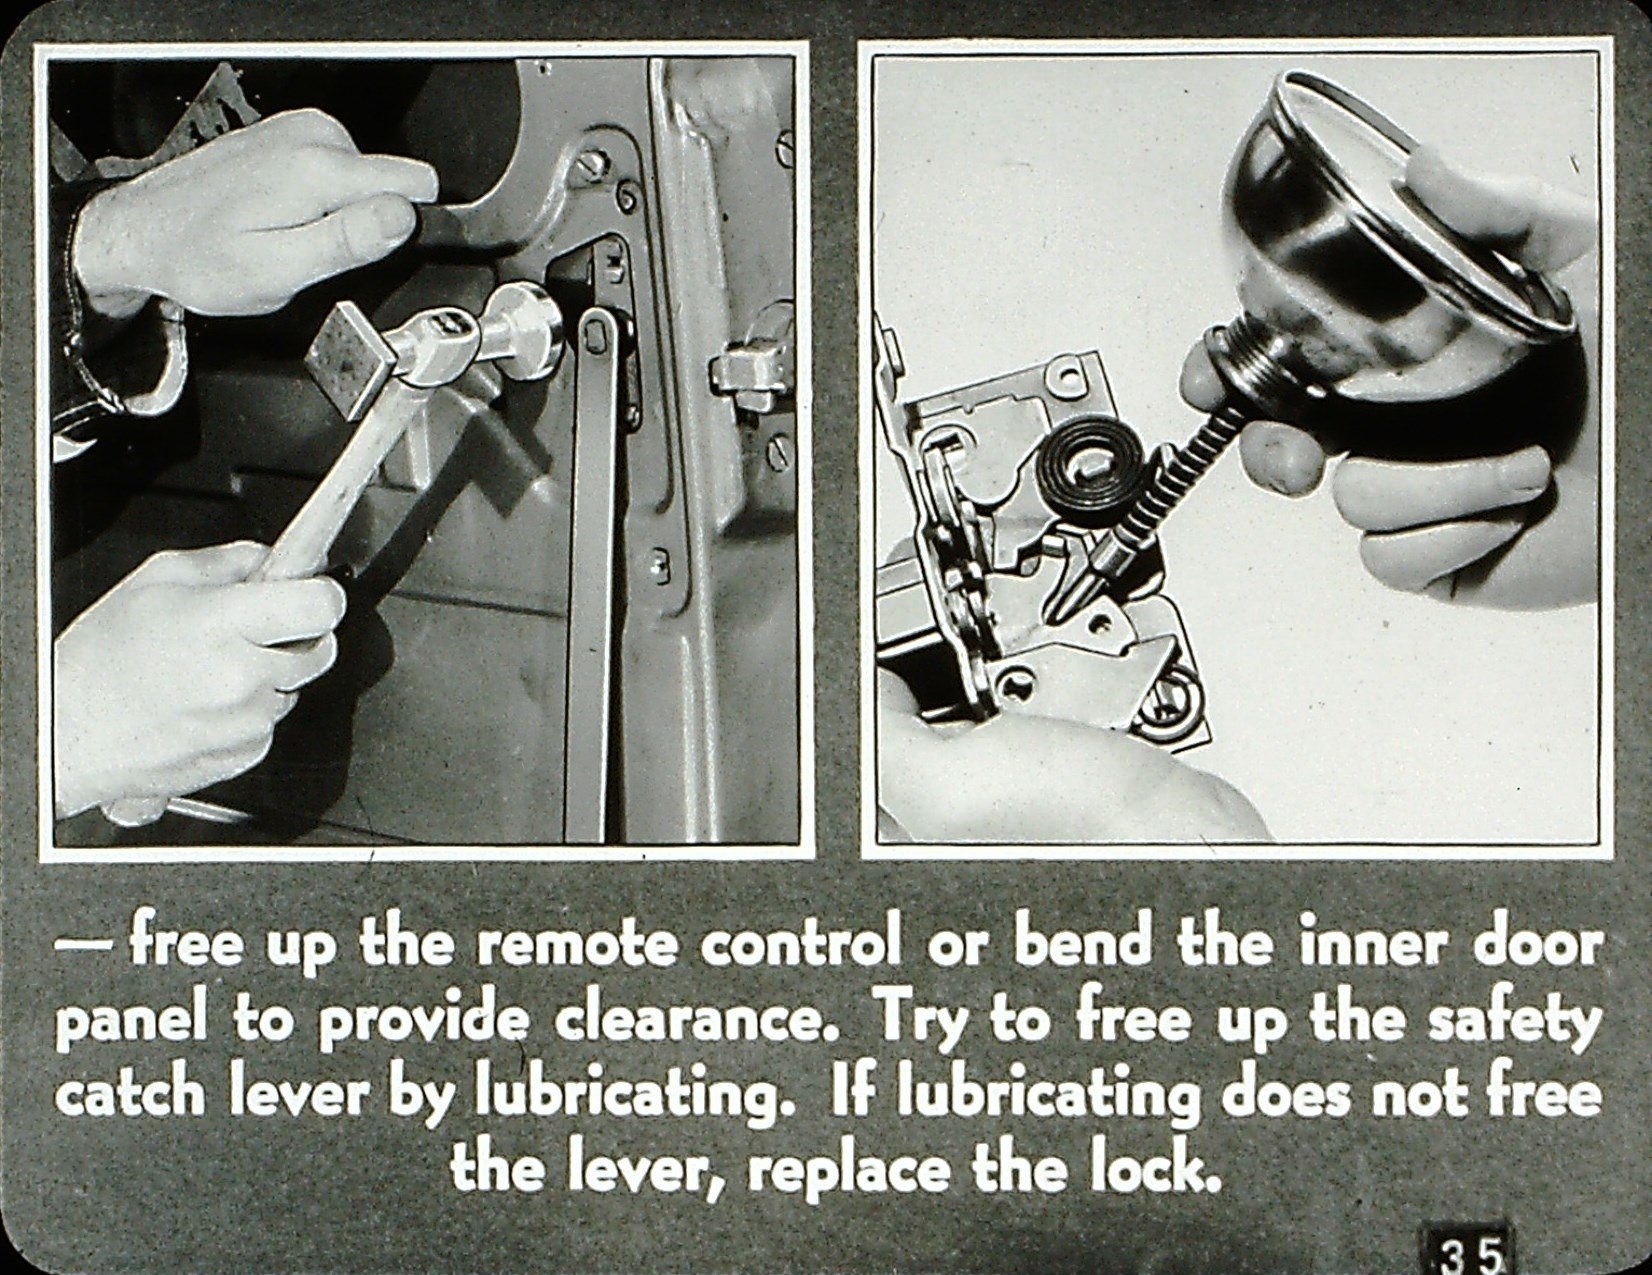 — free up the remote control or bend the inner door
panel to provide clearance. Try to free up the safety
catch lever by lubricating. If lubricating does not free
the lever, replace the lock.
35